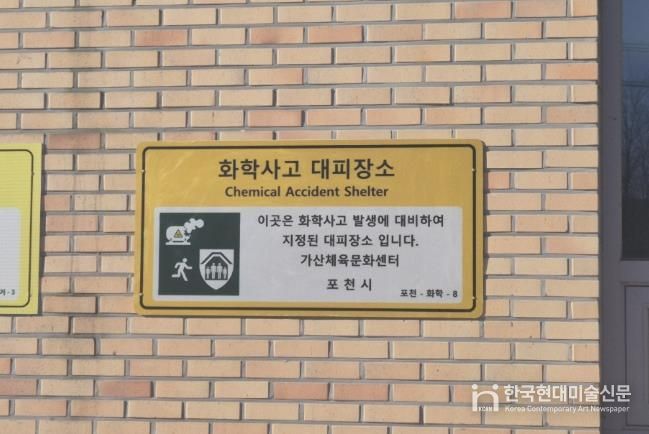 화학사고 대피장소
Chemical Accident Shelter
이곳은 화학사고 발생에 대비하여
지정된 대피장소 입니다.
가산체육문화센터
포 천 시
포천 - 화학 - 8
- 3
한국현대미술신문
KCAN
Korea Contemporary Art Newspaper